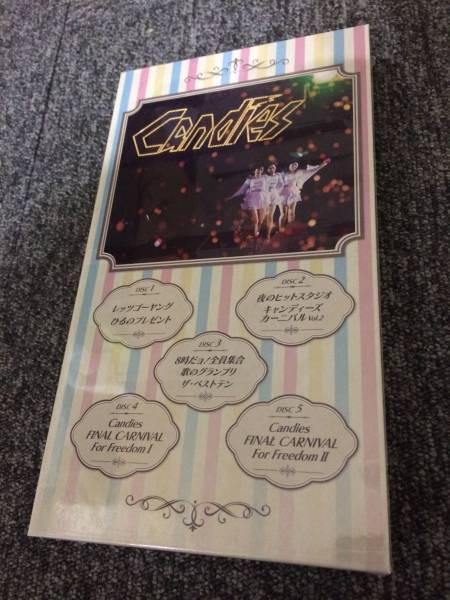 Candies
DISC 1
レッツゴーヤング
ひるのプレゼント
DISC 2
夜のヒットスタジオ
キャンディーズ
カーニバル Vol.2
DISC 3
8時だョ!全員集合
歌のグランプリ
ザ・ベストテン
DISC 4
Candies
FINAL CARNIVAL
For Freedom I
DISC 5
Candies
FINAL CARNIVAL
For Freedom II